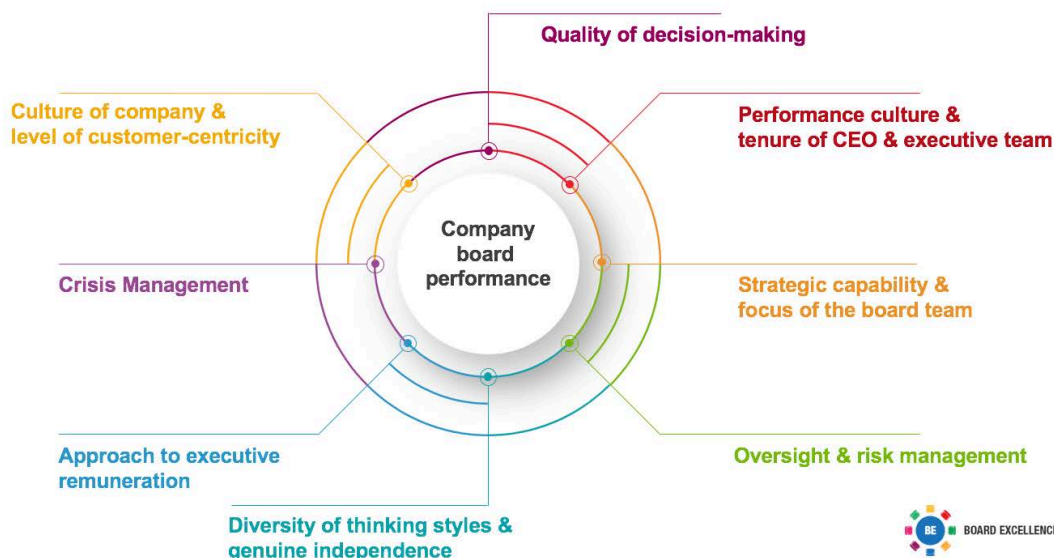 Quality of decision-making
Culture of company &
level of customer-centricity
Performance culture &
tenure of CEO & executive team
Company
board
performance
Crisis Management
Strategic capability &
focus of the board team
Approach to executive
remuneration
Oversight & risk management
Diversity of thinking styles &
genuine independence
BE BOARD EXCELLENCE